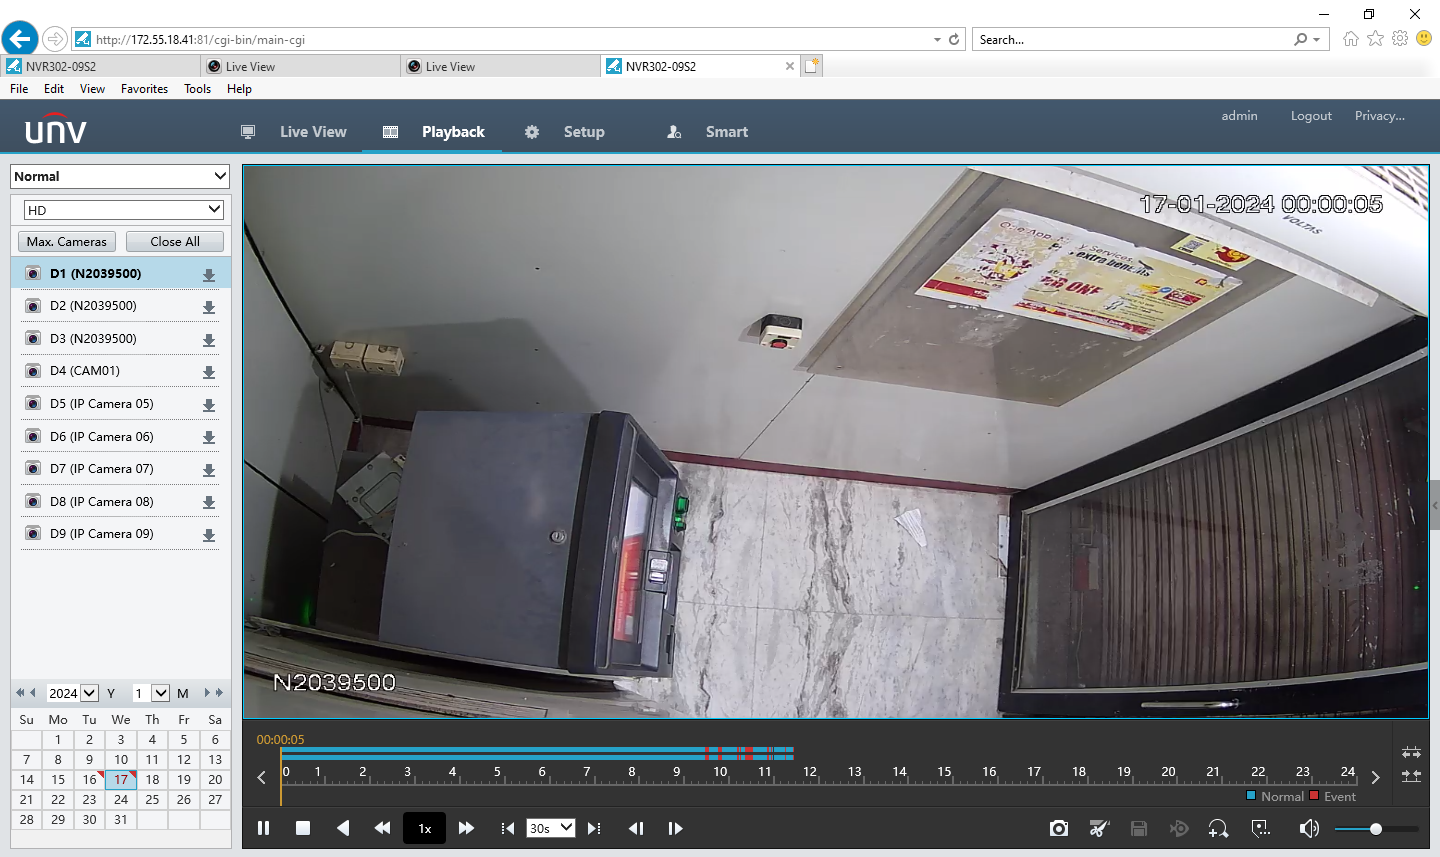 http://172.55.18.41:81/cgi-bin/main-cgi
Search...
NVR302-09S2
Live View
Live View
NVR302-09S2
File Edit View Favorites Tools Help
unv
Live View
Playback
Setup
Smart
admin
Logout
Privacy...
Normal
HD
Max. Cameras
Close All
D1 (N2039500)
D2 (N2039500)
D3 (N2039500)
D4 (CAM01)
D5 (IP Camera 05)
D6 (IP Camera 06)
D7 (IP Camera 07)
D8 (IP Camera 08)
D9 (IP Camera 09)
2024 Y 1 M
Su Mo Tu We Th Fr Sa
1 2 3 4 5 6
7 8 9 10 11 12 13
14 15 16 17 18 19 20
21 22 23 24 25 26 27
28 29 30 31
17-01-2024 00:00:05
VOLTAS
Services
extra benefits
N2039500
00:00:05
0 1 2 3 4 5 6 7 8 9 10 11 12 13 14 15 16 17 18 19 20 21 22 23 24
Normal Event
1x
30s